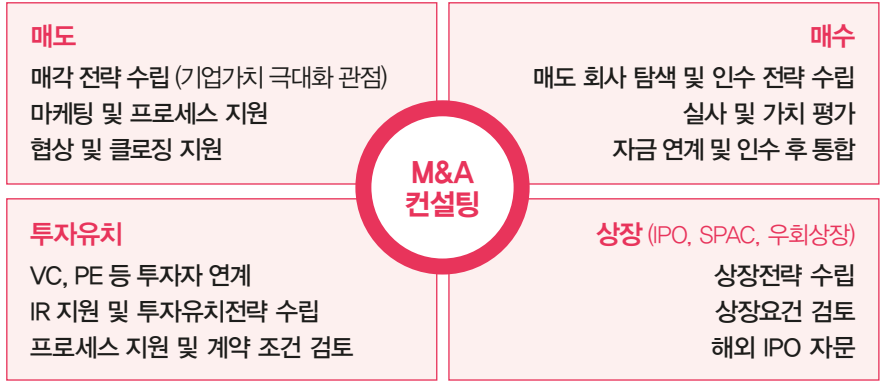 매도
매각 전략 수립 (기업가치 극대화 관점)
마케팅 및 프로세스 지원
협상 및 클로징 지원
매수
매도 회사 탐색 및 인수 전략 수립
실사 및 가치 평가
자금 연계 및 인수 후 통합
M&A
컨설팅
투자유치
VC, PE 등 투자자 연계
IR 지원 및 투자유치전략 수립
프로세스 지원 및 계약 조건 검토
상장 (IPO, SPAC, 우회상장)
상장전략 수립
상장요건 검토
해외 IPO 자문